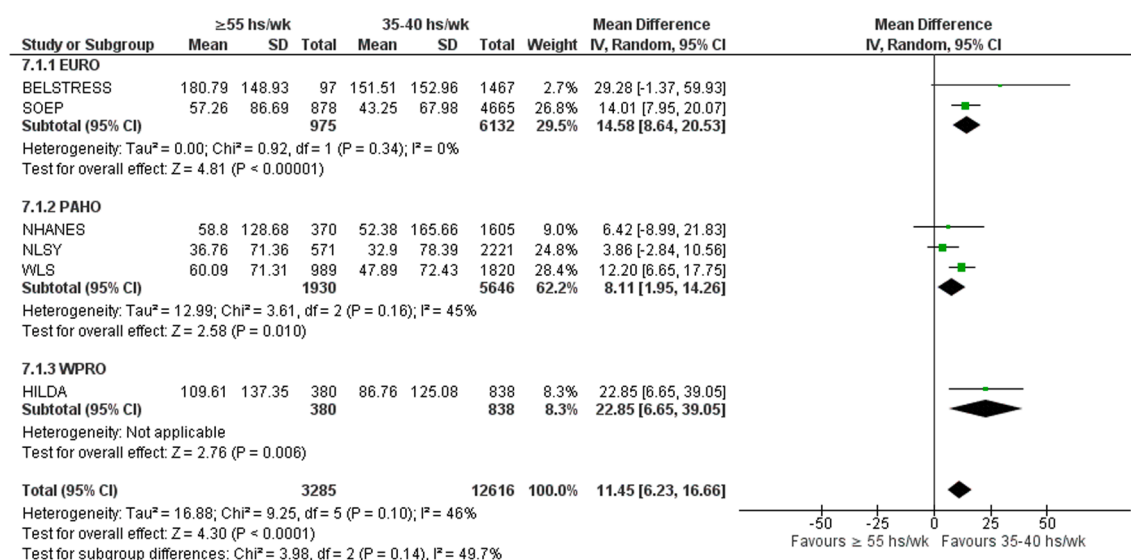 ≥55 hs/wk 35-40 hs/wk Mean Difference Mean Difference
Study or Subgroup Mean SD Total Mean SD Total Weight IV, Random, 95% CI IV, Random, 95% CI
7.1.1 EURO
BELSTRESS 180.79 148.93 97 151.51 152.96 1467 2.7% 29.28 [-1.37, 59.93]
SOEP 57.26 86.69 878 43.25 67.98 4665 26.8% 14.01 [7.95, 20.07]
Subtotal (95% CI) 975 6132 29.5% 14.58 [8.64, 20.53]
Heterogeneity: Tau² = 0.00; Chi² = 0.92, df = 1 (P = 0.34); I² = 0%
Test for overall effect: Z = 4.81 (P < 0.00001)
7.1.2 PAHO
NHANES 58.8 128.68 370 52.38 165.66 1605 9.0% 6.42 [-8.99, 21.83]
NLSY 36.76 71.36 571 32.9 78.39 2221 24.8% 3.86 [-2.84, 10.56]
WLS 60.09 71.31 989 47.89 72.43 1820 28.4% 12.20 [6.65, 17.75]
Subtotal (95% CI) 1930 5646 62.2% 8.11 [1.95, 14.26]
Heterogeneity: Tau² = 12.99; Chi² = 3.61, df = 2 (P = 0.16); I² = 45%
Test for overall effect: Z = 2.58 (P = 0.010)
7.1.3 WPRO
HILDA 109.61 137.35 380 86.76 125.08 838 8.3% 22.85 [6.65, 39.05]
Subtotal (95% CI) 380 838 8.3% 22.85 [6.65, 39.05]
Heterogeneity: Not applicable
Test for overall effect: Z = 2.76 (P = 0.006)
Total (95% CI) 3285 12616 100.0% 11.45 [6.23, 16.66]
Heterogeneity: Tau² = 16.88; Chi² = 9.25, df = 5 (P = 0.10); I² = 46%
Test for overall effect: Z = 4.30 (P < 0.0001)
Test for subgroup differences: Chi² = 3.98, df = 2 (P = 0.14), I² = 49.7%
-50 -25 0 25 50
Favours ≥ 55 hs/wk Favours 35-40 hs/wk